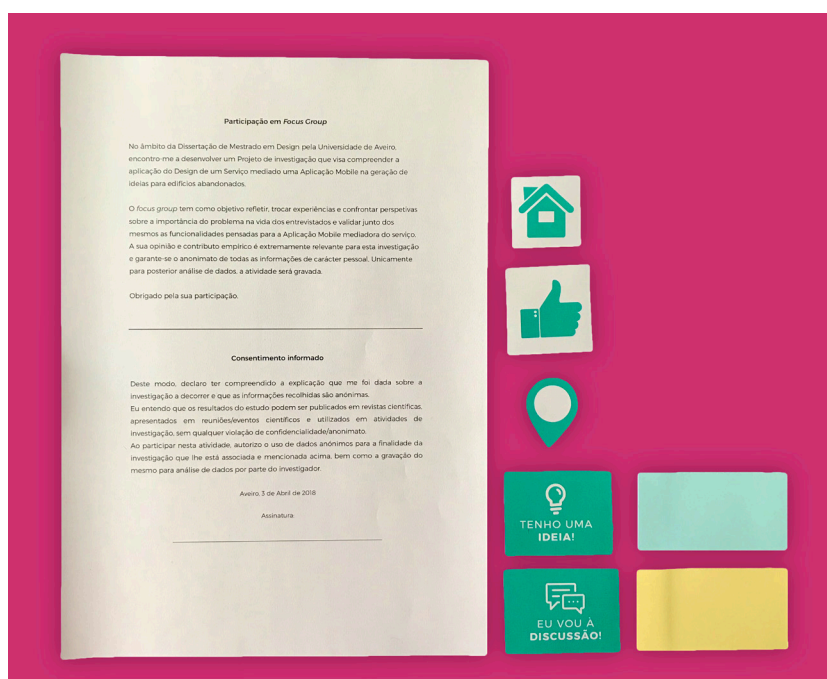 Participação em Focus Group
No âmbito da Dissertação de Mestrado em Design pela Universidade de Aveiro,
encontro-me a desenvolver um Projeto de investigação que visa compreender a
aplicação do Design de um Serviço mediado uma Aplicação Mobile na geração de
ideias para edifícios abandonados.
O focus group tem como objetivo refletir, trocar experiências e confrontar perspetivas
sobre a importância do problema na vida dos entrevistados e validar junto dos
mesmos as funcionalidades pensadas para a Aplicação Mobile mediadora do serviço.
A sua opinião e contributo empírico é extremamente relevante para esta investigação
e garante-se o anonimato de todas as informações de carácter pessoal. Unicamente
para posterior análise de dados, a atividade será gravada.
Obrigado pela sua participação.
Consentimento informado
Deste modo, declaro ter compreendido a explicação que me foi dada sobre a
investigação a decorrer e que as informações recolhidas são anónimas.
Eu entendo que os resultados do estudo podem ser publicados em revistas científicas,
apresentados em reuniões/eventos científicos e utilizados em atividades de
investigação, sem qualquer violação de confidencialidade/anonimato.
Ao participar nesta atividade, autorizo o uso de dados anónimos para a finalidade da
investigação que lhe está associada e mencionada acima, bem como a gravação do
mesmo para análise de dados por parte do investigador.
Aveiro, 3 de Abril de 2018
Assinatura
TENHO UMA
IDEIA!
EU VOU À
DISCUSSÃO!